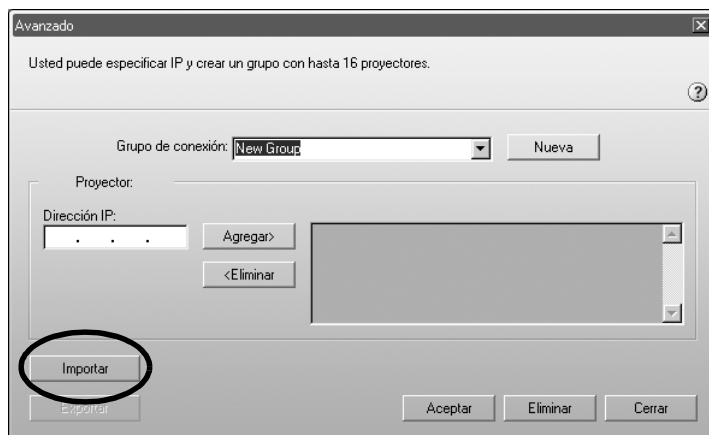 Avanzado
Usted puede especificar IP y crear un grupo con hasta 16 proyectores.
Grupo de conexión: New Group Nueva
Proyector:
Dirección IP:
. . . Agregar>
<Eliminar
Importar
Exportar Aceptar Eliminar Cerrar